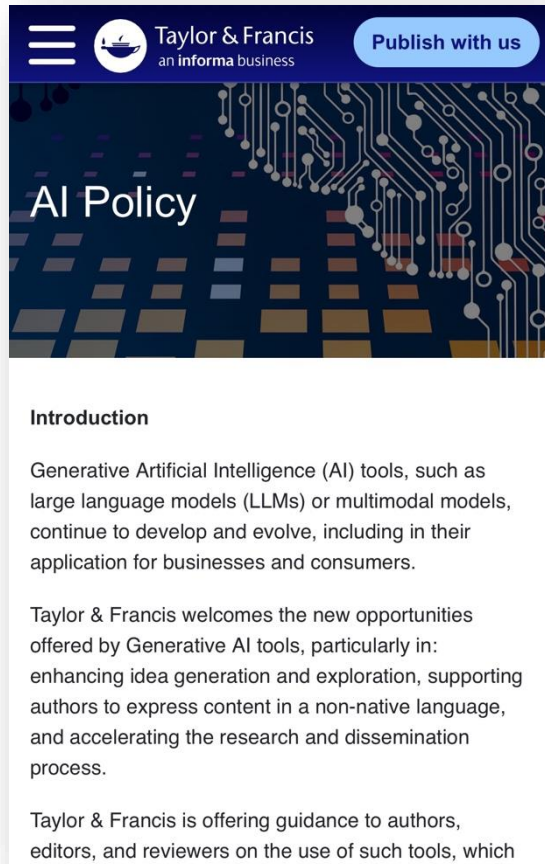 Taylor & Francis
an informa business
Publish with us
AI Policy
Introduction
Generative Artificial Intelligence (AI) tools, such as
large language models (LLMs) or multimodal models,
continue to develop and evolve, including in their
application for businesses and consumers.
Taylor & Francis welcomes the new opportunities
offered by Generative AI tools, particularly in:
enhancing idea generation and exploration, supporting
authors to express content in a non-native language,
and accelerating the research and dissemination
process.
Taylor & Francis is offering guidance to authors,
editors, and reviewers on the use of such tools, which